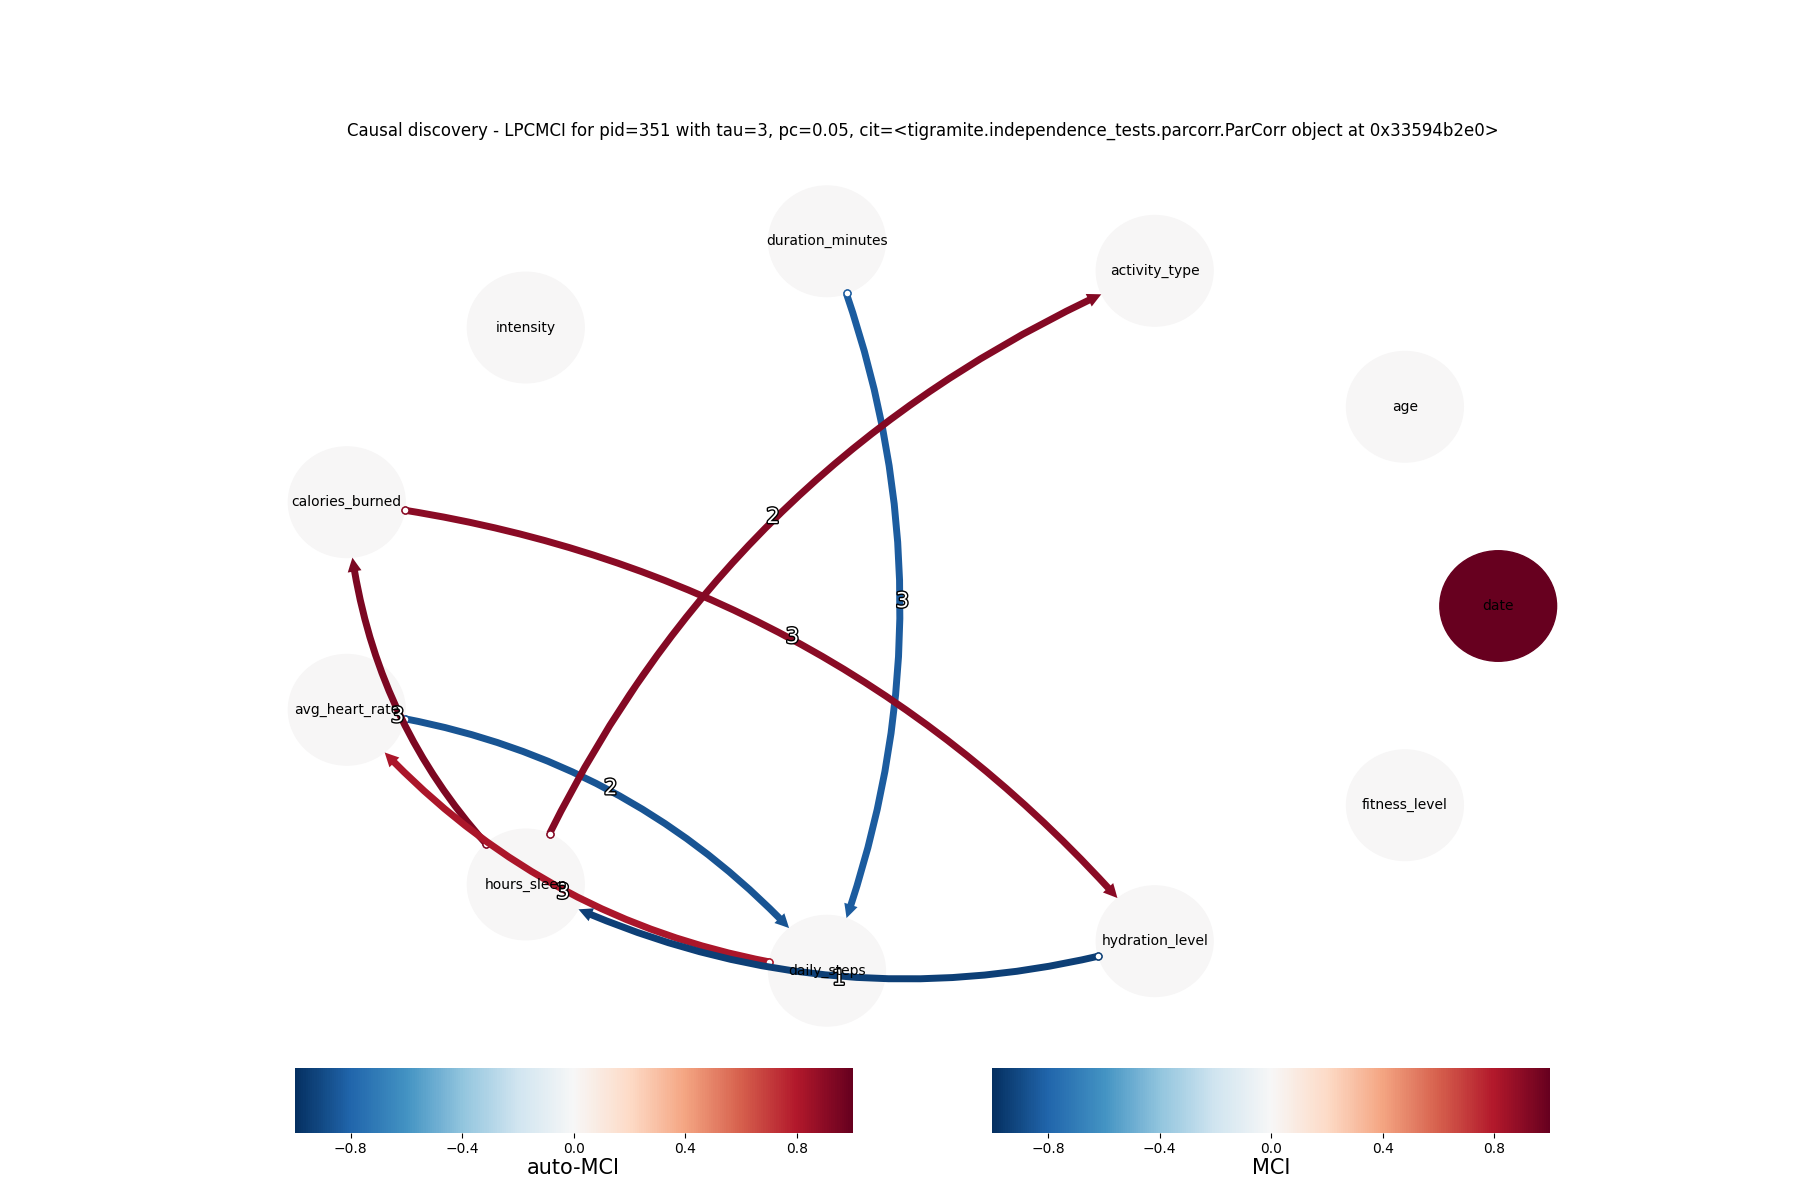 Causal discovery - LPCMCI for pid=351 with tau=3, pc=0.05, cit=<tigramite.independence_tests.parcorr.ParCorr object at 0x33594b2e0>
duration_minutes
activity_type
intensity
age
calories_burned
2
3
date
3
avg_heart_rate
3
2
fitness_level
hours_sleep
3
hydration_level
daily_steps
1
−0.8 −0.4 0.0 0.4 0.8
auto-MCI
−0.8 −0.4 0.0 0.4 0.8
MCI